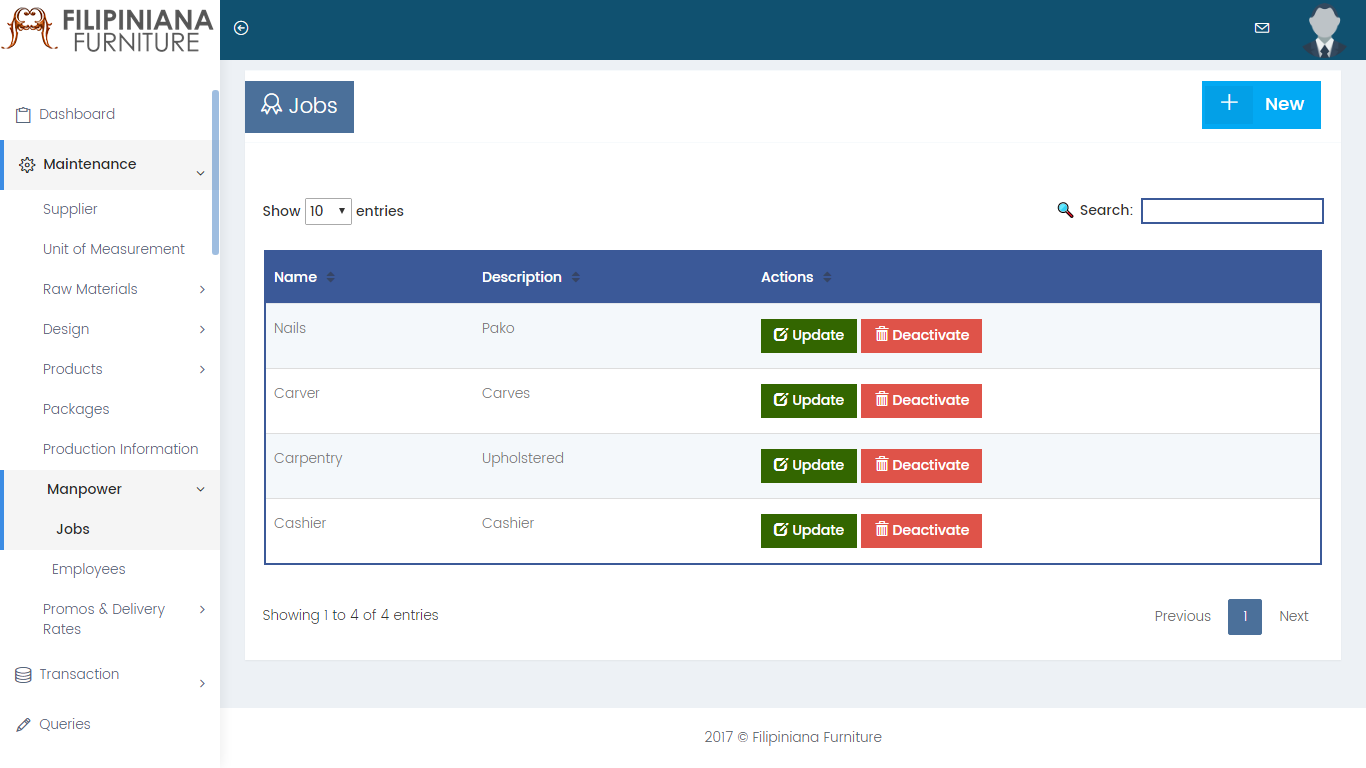 FILIPINIANA
FURNITURE
Dashboard
Maintenance
Supplier
Unit of Measurement
Raw Materials
Design
Products
Packages
Production Information
Manpower
Jobs
Employees
Promos & Delivery
Rates
Transaction
Queries
Jobs
New
Show 10 entries
Search:
Name Description Actions
Nails Pako Update Deactivate
Carver Carves Update Deactivate
Carpentry Upholstered Update Deactivate
Cashier Cashier Update Deactivate
Showing 1 to 4 of 4 entries
Previous 1 Next
2017 © Filipiniana Furniture